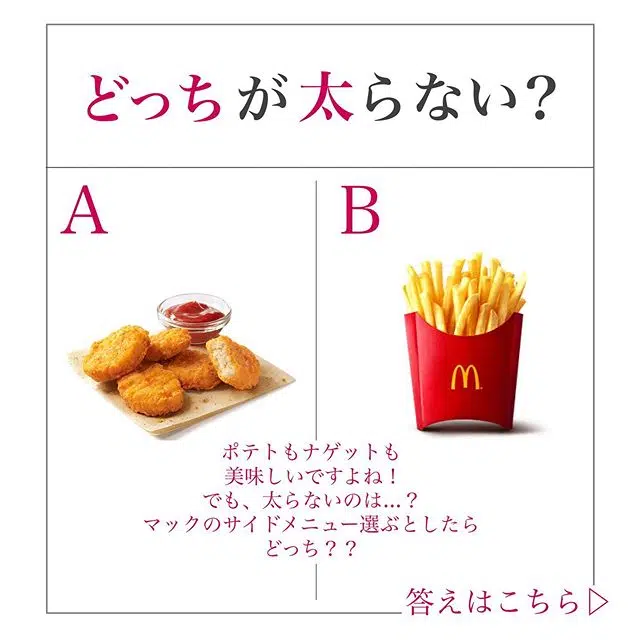 どっちが太らない？
A
B
ポテトもナゲットも
美味しいですよね！
でも、太らないのは…？
マックのサイドメニュー選ぶとしたら
どっち？？
答えはこちら▷